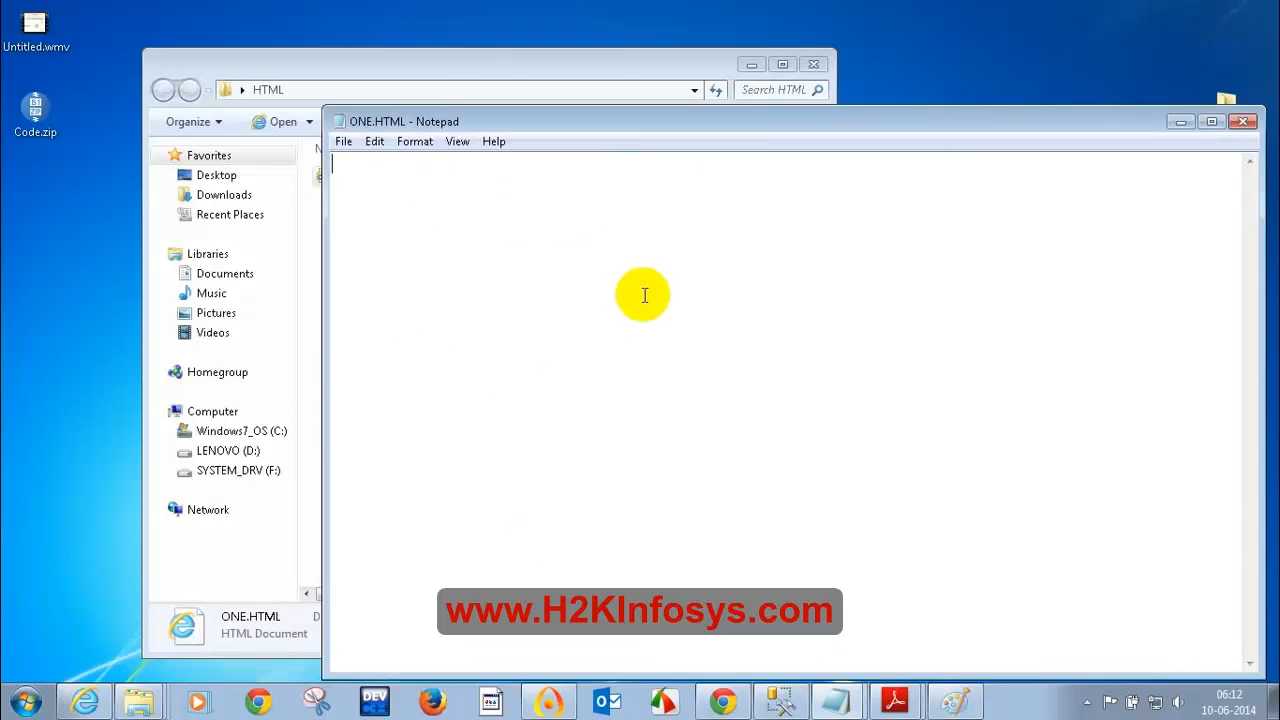 Untitled.wmv
Code.zip
HTML
Search HTML
Organize
Open
Favorites
Desktop
Downloads
Recent Places
Libraries
Documents
Music
Pictures
Videos
Homegroup
Computer
Windows7_OS (C:)
LENOVO (D:)
SYSTEM_DRV (F:)
Network
ONE.HTML
HTML Document
D
N
ONE.HTML - Notepad
File Edit Format View Help
www.H2KInfosys.com
DEV
06:12
10-06-2014